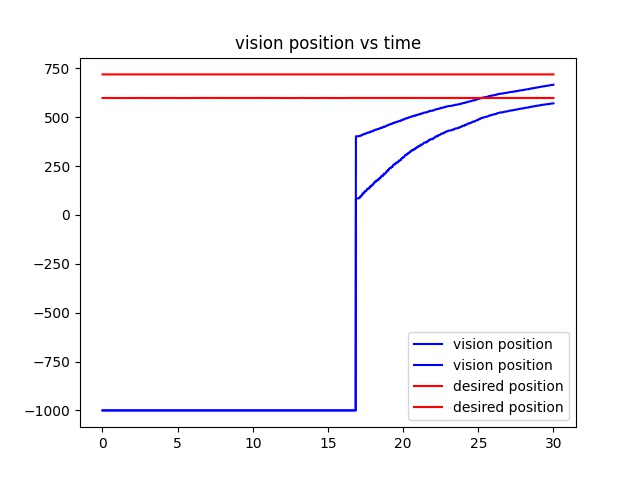 vision position vs time
750
500
250
0
−250
−500
−750
−1000
0 5 10 15 20 25 30
vision position
vision position
desired position
desired position